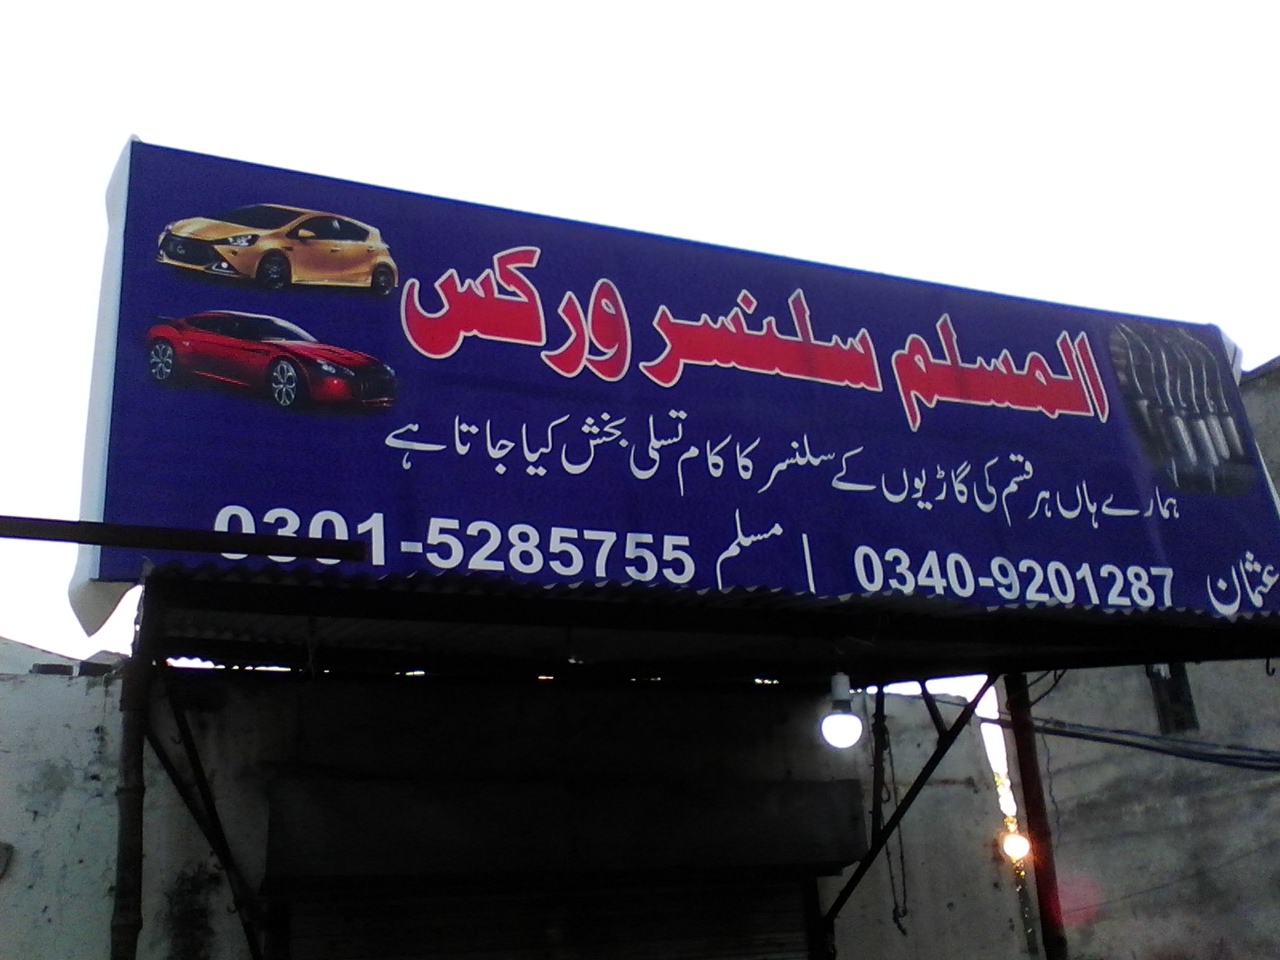 المسلم سلنسر ورکس
ہمارے ہاں ہر قسم کی گاڑیوں کے سلنسر کا کام تسلی بخش کیا جاتا ہے
عثمان 0340-9201287 | مسلم 0301-5285755